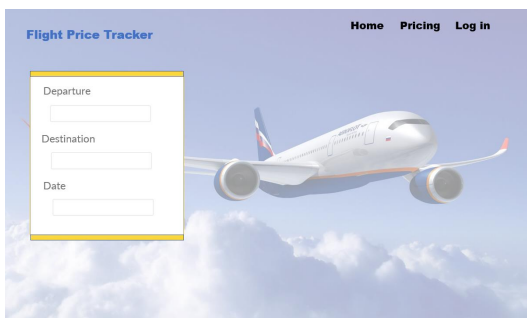 Home Pricing Log in
Flight Price Tracker
Departure
Destination
Date